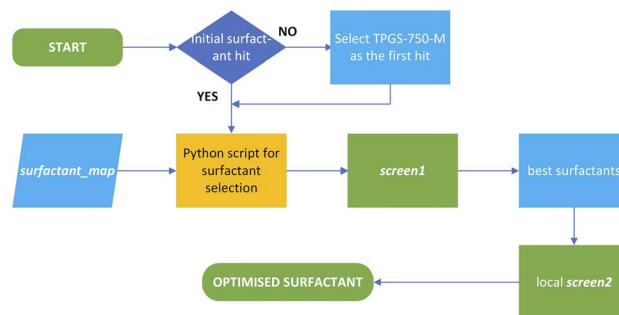 START
Initial surfact-
ant hit
NO
Select TPGS-750-M
as the first hit
YES
surfactant_map
Python script for
surfactant
selection
screen1
best surfactants
OPTIMISED SURFACTANT
local screen2